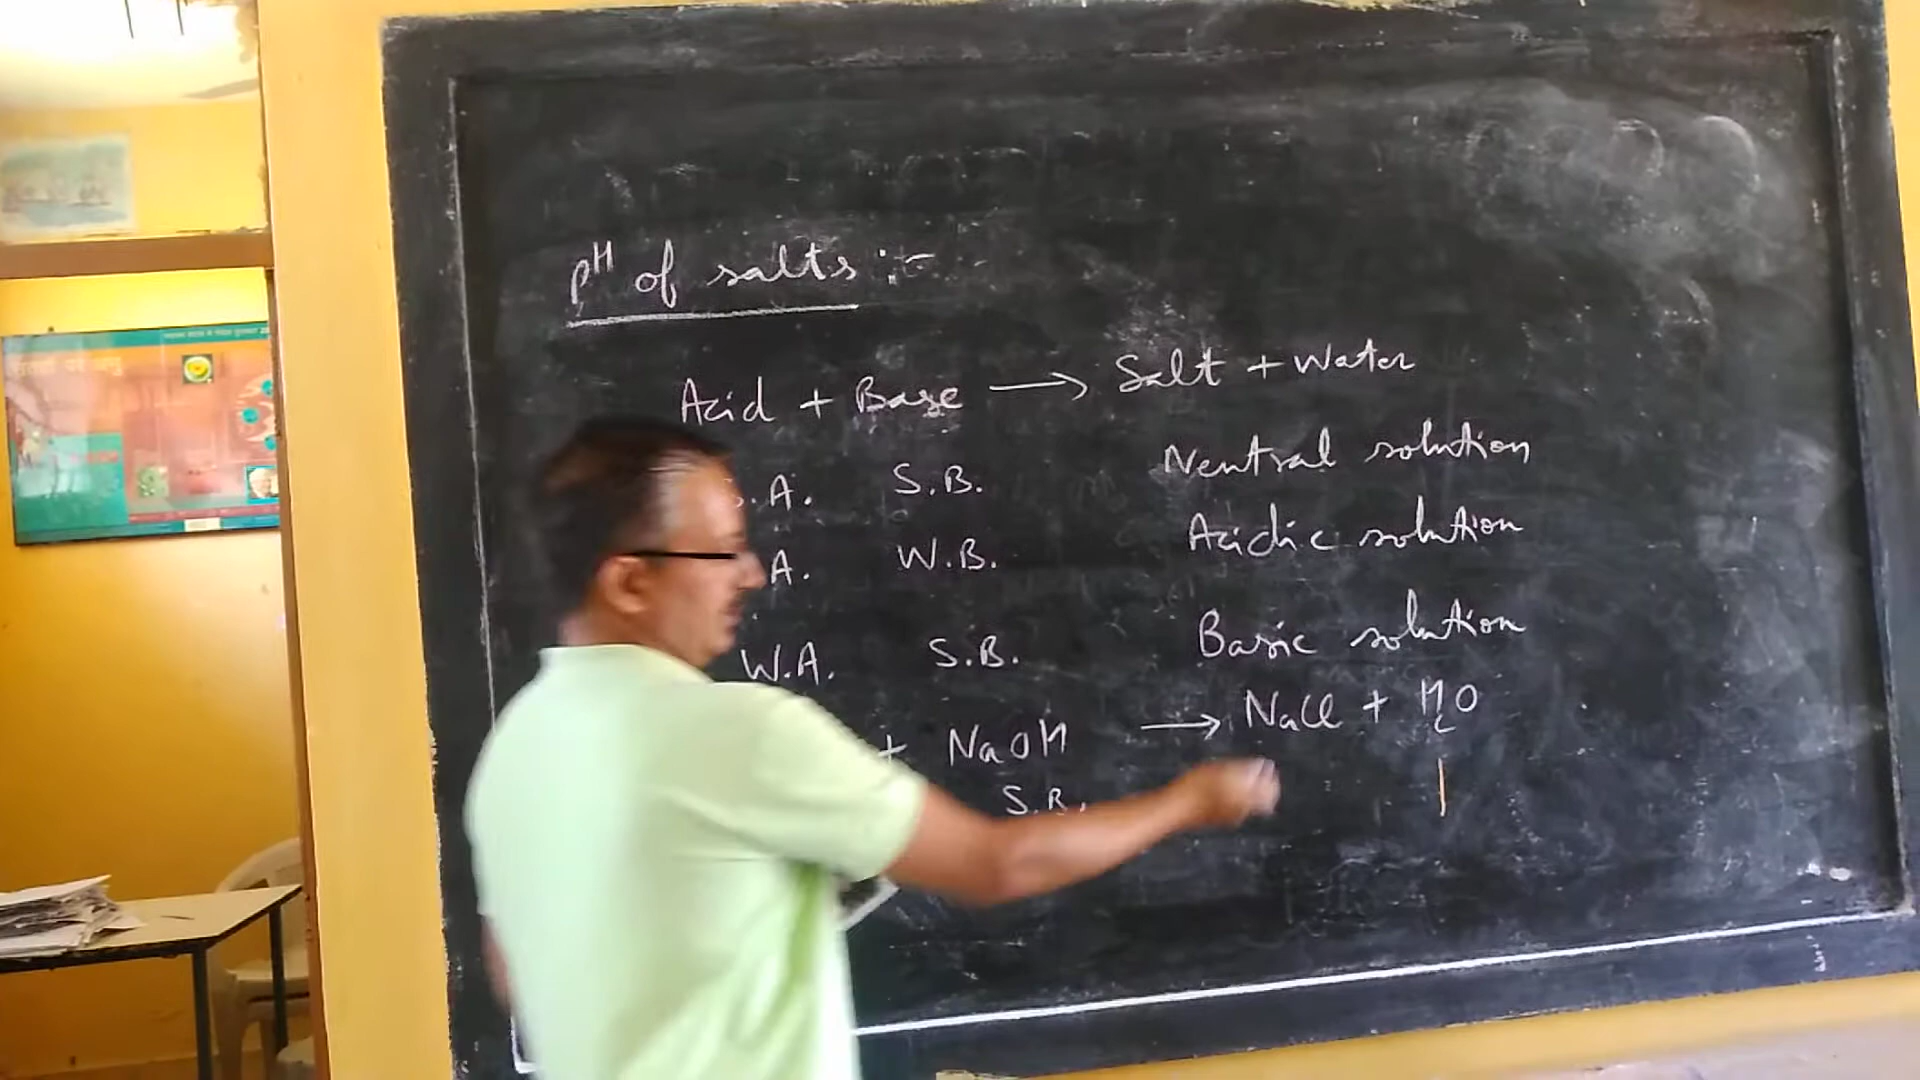 pH of salts :-
Acid + Base → Salt + Water
S.A. S.B. Neutral solution
A. W.B. Acidic solution
W.A. S.B. Basic solution
+ NaOH → NaCl + H2O
S.B.